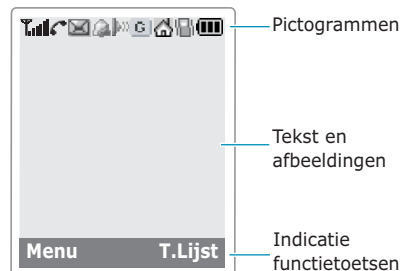 G
Pictogrammen
Tekst en
afbeeldingen
Menu T.Lijst
Indicatie
functietoetsen